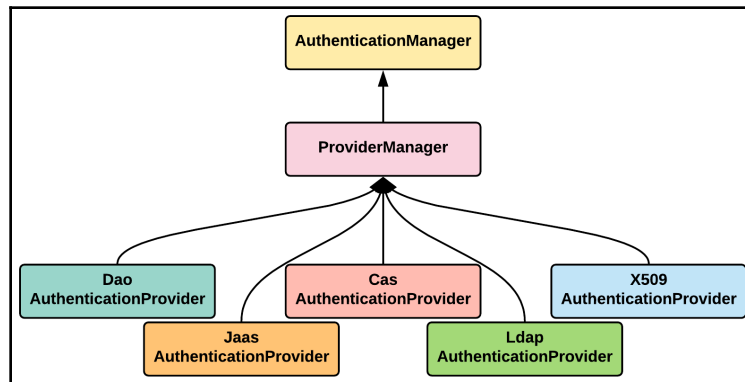 AuthenticationManager
ProviderManager
Dao
AuthenticationProvider
Cas
AuthenticationProvider
X509
AuthenticationProvider
Jaas
AuthenticationProvider
Ldap
AuthenticationProvider